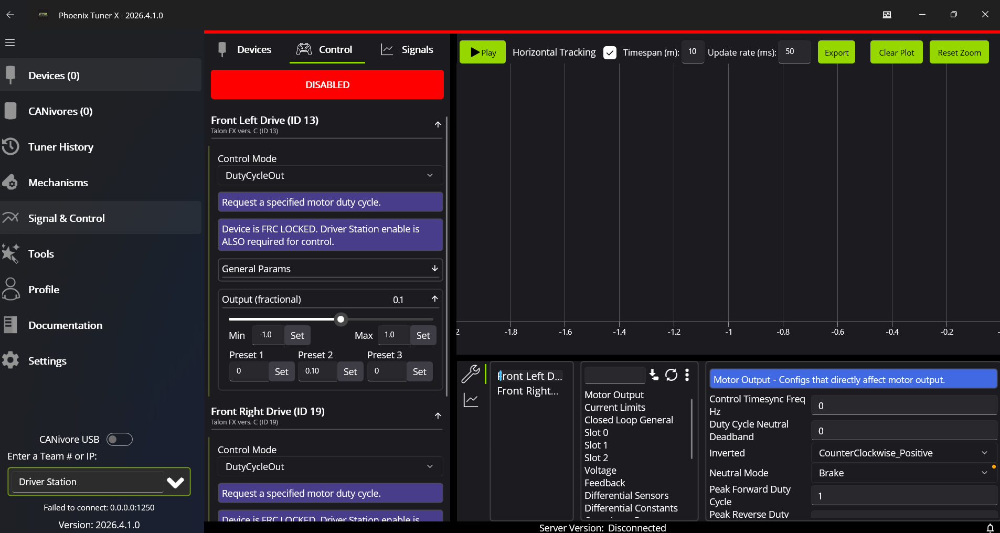 Phoenix Tuner X - 2026.4.1.0
Devices (0)
CANivores (0)
Tuner History
Mechanisms
Signal & Control
Tools
Profile
Documentation
Settings
CANivore USB
Enter a Team # or IP:
Driver Station
Failed to connect: 0.0.0.0:1250
Version: 2026.4.1.0
Devices
Control
Signals
DISABLED
Front Left Drive (ID 13)
Talon FX vers. C (ID 13)
Control Mode
DutyCycleOut
Request a specified motor duty cycle.
Device is FRC LOCKED. Driver Station enable is
ALSO required for control.
General Params
Output (fractional) 0.1
Min -1.0 Set Max 1.0 Set
Preset 1 Preset 2 Preset 3
0 Set 0.10 Set 0 Set
Front Right Drive (ID 19)
Talon FX vers. C (ID 19)
Control Mode
DutyCycleOut
Request a specified motor duty cycle.
Device is FRC LOCKED. Driver Station enable is
Play Horizontal Tracking Timespan (m): 10 Update rate (ms): 50 Export Clear Plot Reset Zoom
2 -1.8 -1.6 -1.4 -1.2 -1 -0.8 -0.6 -0.4 -0.2 -
Front Left D...
Front Right...
Motor Output
Current Limits
Closed Loop General
Slot 0
Slot 1
Slot 2
Voltage
Feedback
Differential Sensors
Differential Constants
Motor Output - Configs that directly affect motor output.
Control Timesync Freq
Hz
0
Duty Cycle Neutral
Deadband
0
Inverted CounterClockwise_Positive
Neutral Mode Brake
Peak Forward Duty
Cycle
1
Peak Reverse Duty
Server Version: Disconnected